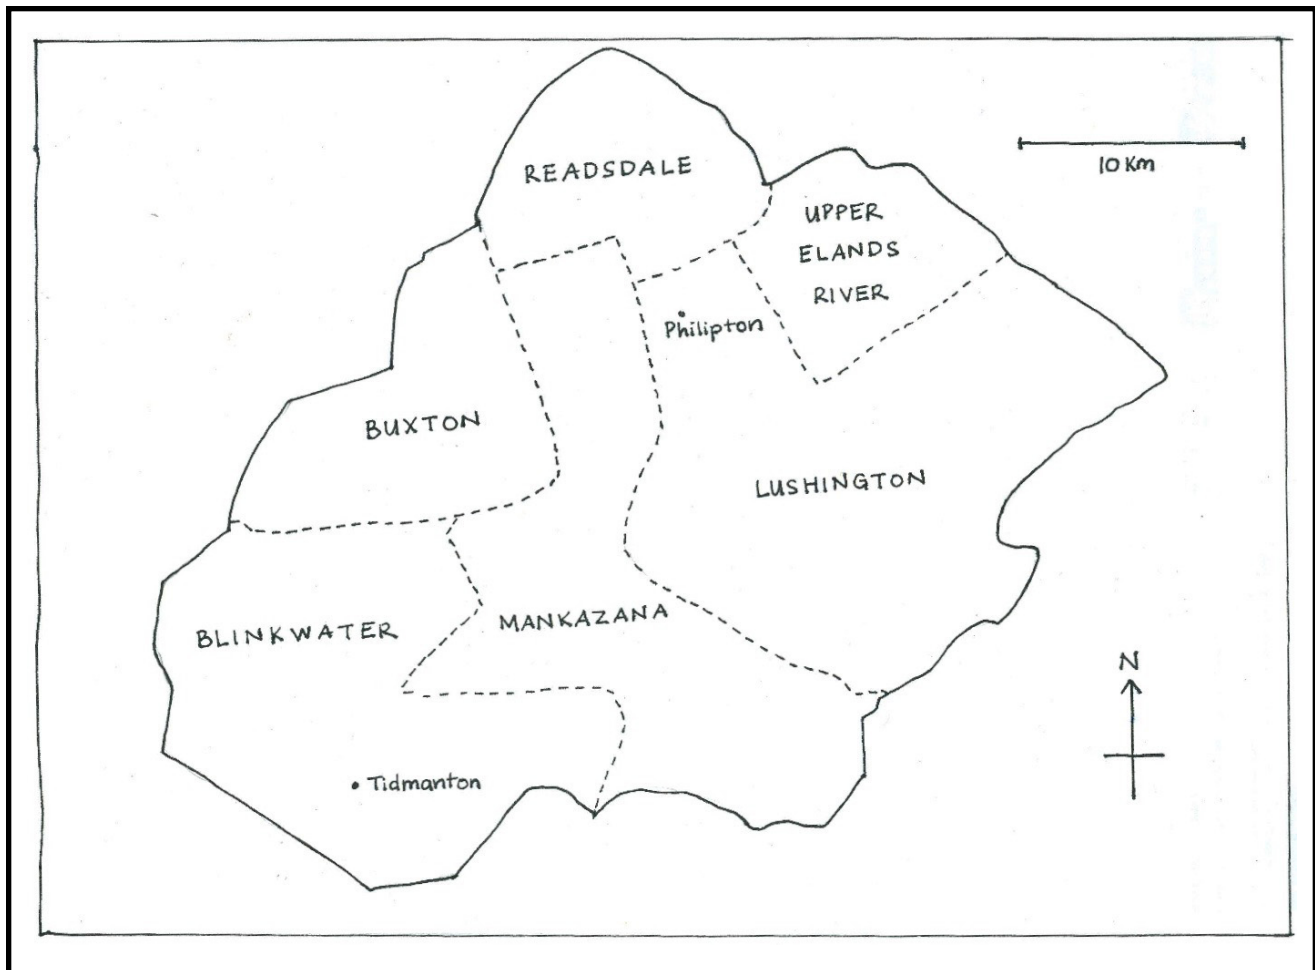 READSDALE
10 Km
UPPER
ELANDS
RIVER
Philipton
BUXTON
LUSHINGTON
MANKAZANA
BLINKWATER
N
Tidmanton